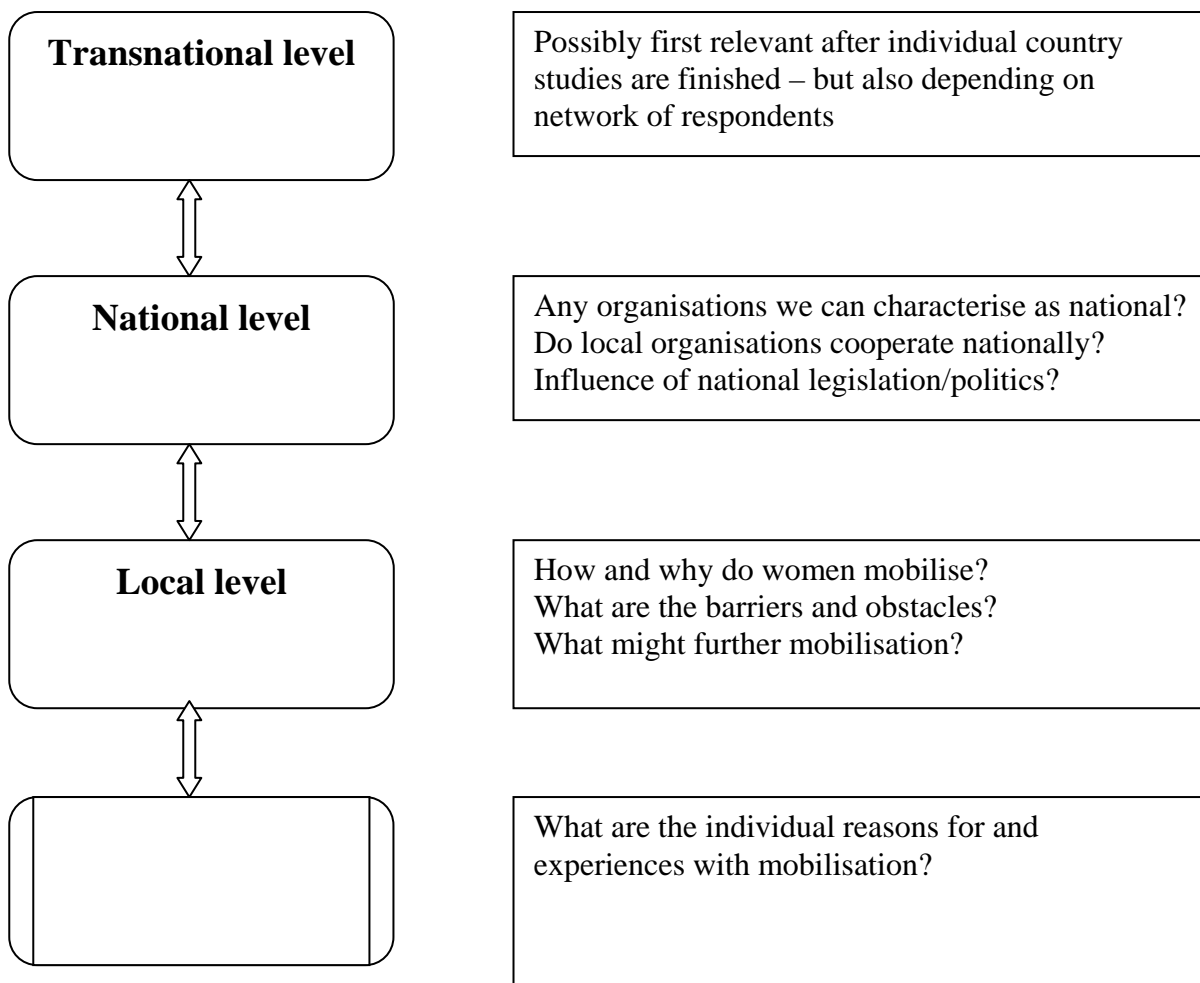 Transnational level
Possibly first relevant after individual country
studies are finished – but also depending on
network of respondents
National level
Any organisations we can characterise as national?
Do local organisations cooperate nationally?
Influence of national legislation/politics?
Local level
How and why do women mobilise?
What are the barriers and obstacles?
What might further mobilisation?
What are the individual reasons for and
experiences with mobilisation?